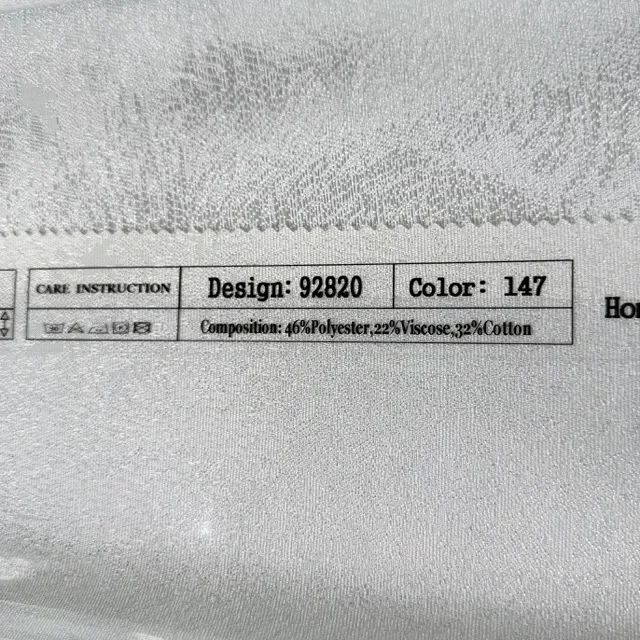 CARE INSTRUCTION
Design: 92820
Color: 147
Composition: 46%Polyester,22%Viscose,32%Cotton